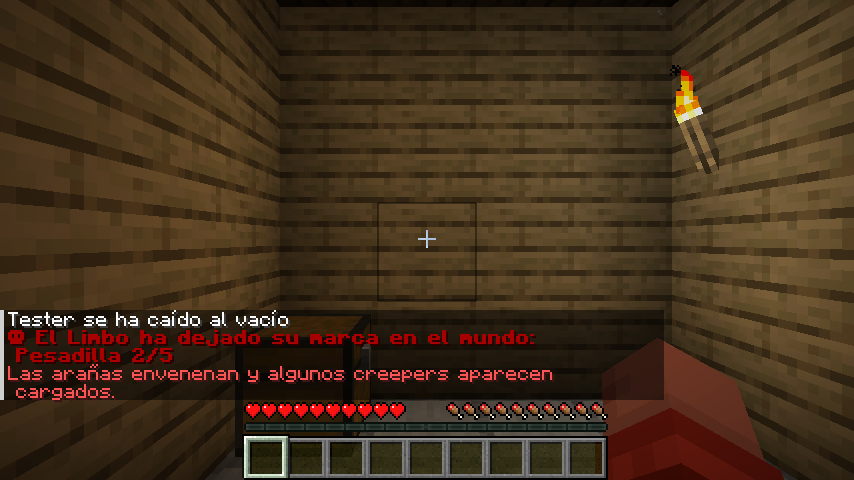 Tester se ha caído al vacío
☠ El Limbo ha dejado su marca en el mundo:
Pesadilla 2/5
Las arañas envenenan y algunos creepers aparecen
cargados.